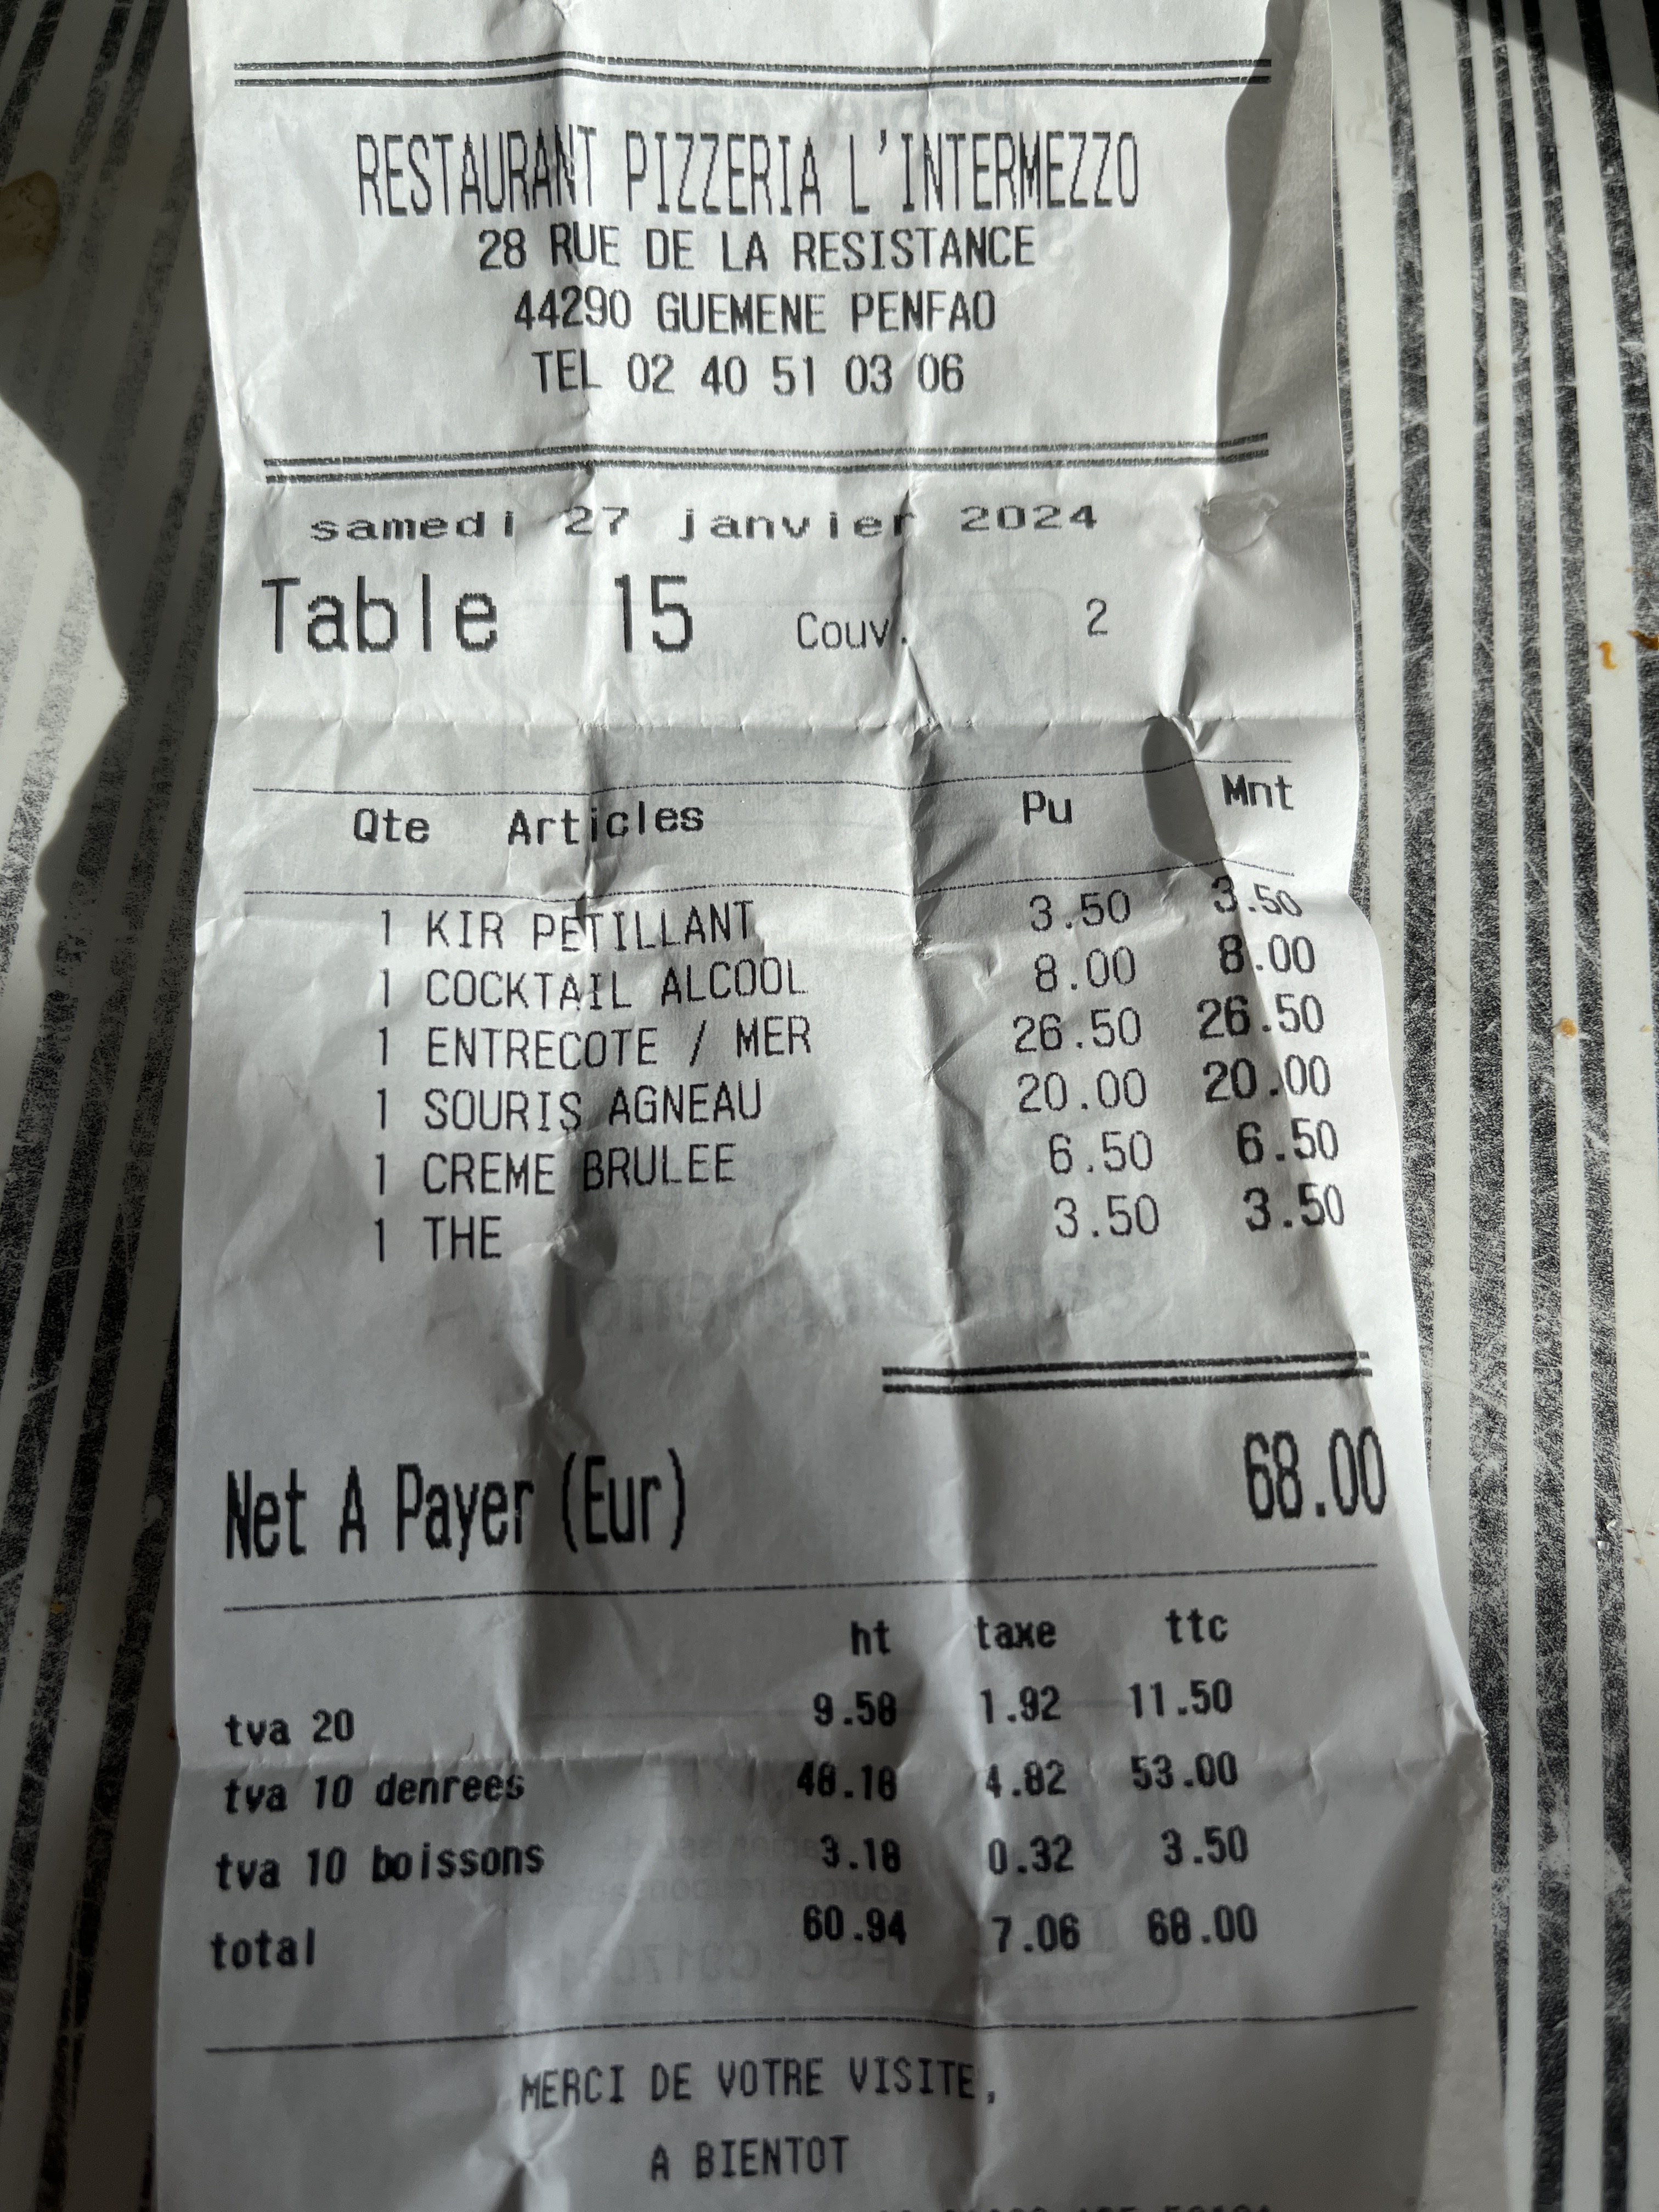 RESTAURANT PIZZERIA L'INTERMEZZO
28 RUE DE LA RESISTANCE
44290 GUEMENE PENFAO
TEL 02 40 51 03 06
samedi 27 janvier 2024
Table 15 Couv. 2
Qte Articles Pu Mnt
1 KIR PETILLANT 3.50 3.50
1 COCKTAIL ALCOOL 8.00 8.00
1 ENTRECOTE / MER 26.50 26.50
1 SOURIS AGNEAU 20.00 20.00
1 CREME BRULEE 6.50 6.50
1 THE 3.50 3.50
Net A Payer (Eur) 68.00
ht taxe ttc
tva 20 9.58 1.92 11.50
tva 10 denrees 48.18 4.82 53.00
tva 10 boissons 3.18 0.32 3.50
total 60.94 7.06 68.00
MERCI DE VOTRE VISITE,
A BIENTOT